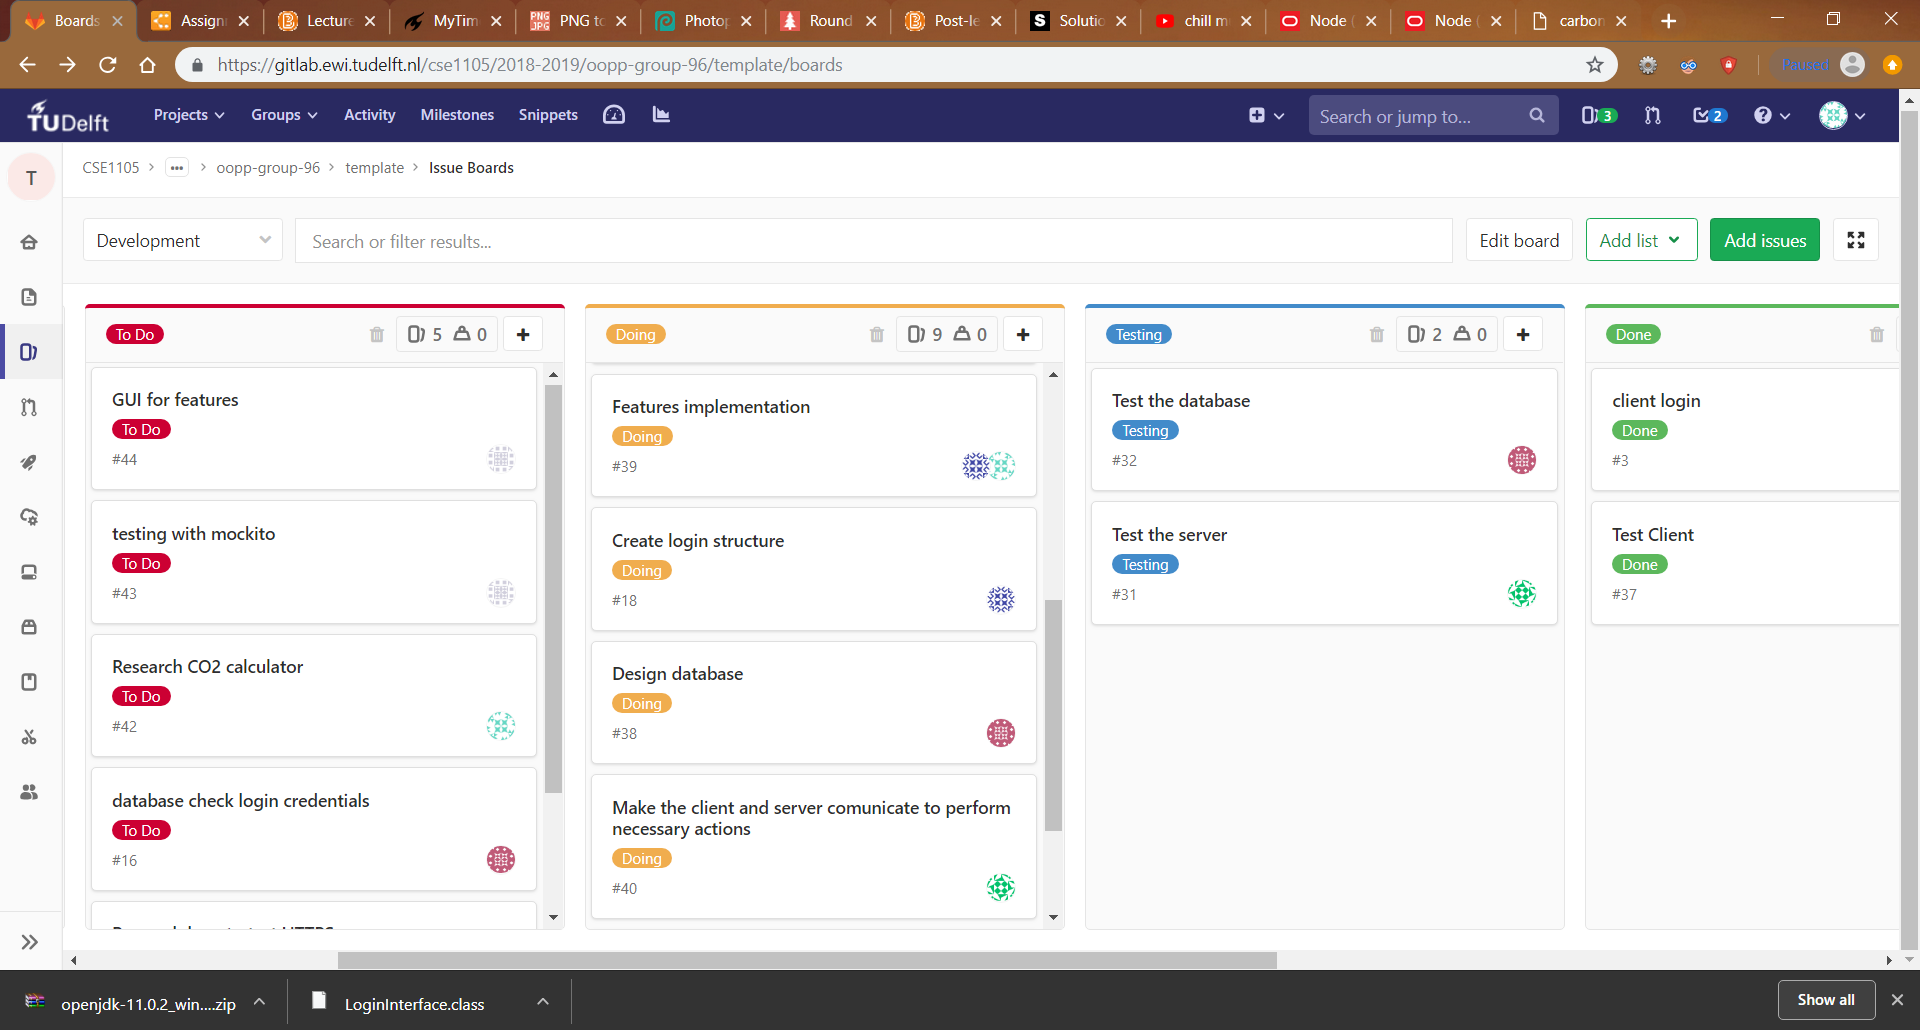 Boards
Assign
Lecture
MyTim
PNG to
Photop
Round
Post-le
Solutio
chill m
Node (
Node (
carbon
https://gitlab.ewi.tudelft.nl/cse1105/2018-2019/oopp-group-96/template/boards
Paused
TUDelft
Projects
Groups
Activity
Milestones
Snippets
Search or jump to...
3
2
T
CSE1105 > ... > oopp-group-96 > template > Issue Boards
Development
Search or filter results...
Edit board
Add list
Add issues
To Do
5
0
GUI for features
To Do
#44
testing with mockito
To Do
#43
Research CO2 calculator
To Do
#42
database check login credentials
To Do
#16
Doing
9
0
Features implementation
Doing
#39
Create login structure
Doing
#18
Design database
Doing
#38
Make the client and server comunicate to perform
necessary actions
Doing
#40
Testing
2
0
Test the database
Testing
#32
Test the server
Testing
#31
Done
client login
Done
#3
Test Client
Done
#37
openjdk-11.0.2_win....zip
LoginInterface.class
Show all